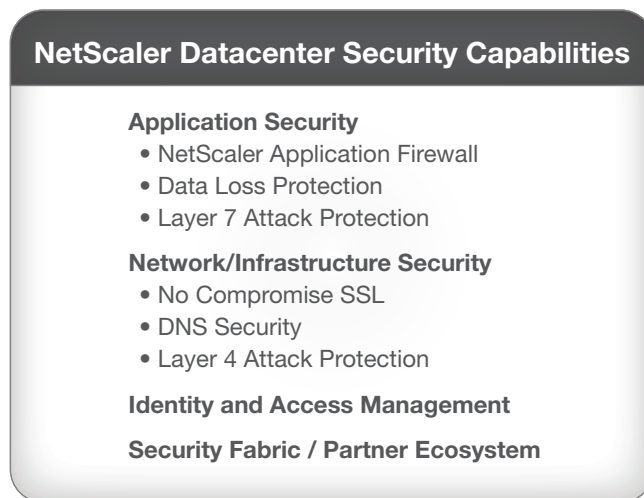 NetScaler Datacenter Security Capabilities
Application Security
• NetScaler Application Firewall
• Data Loss Protection
• Layer 7 Attack Protection
Network/Infrastructure Security
• No Compromise SSL
• DNS Security
• Layer 4 Attack Protection
Identity and Access Management
Security Fabric / Partner Ecosystem